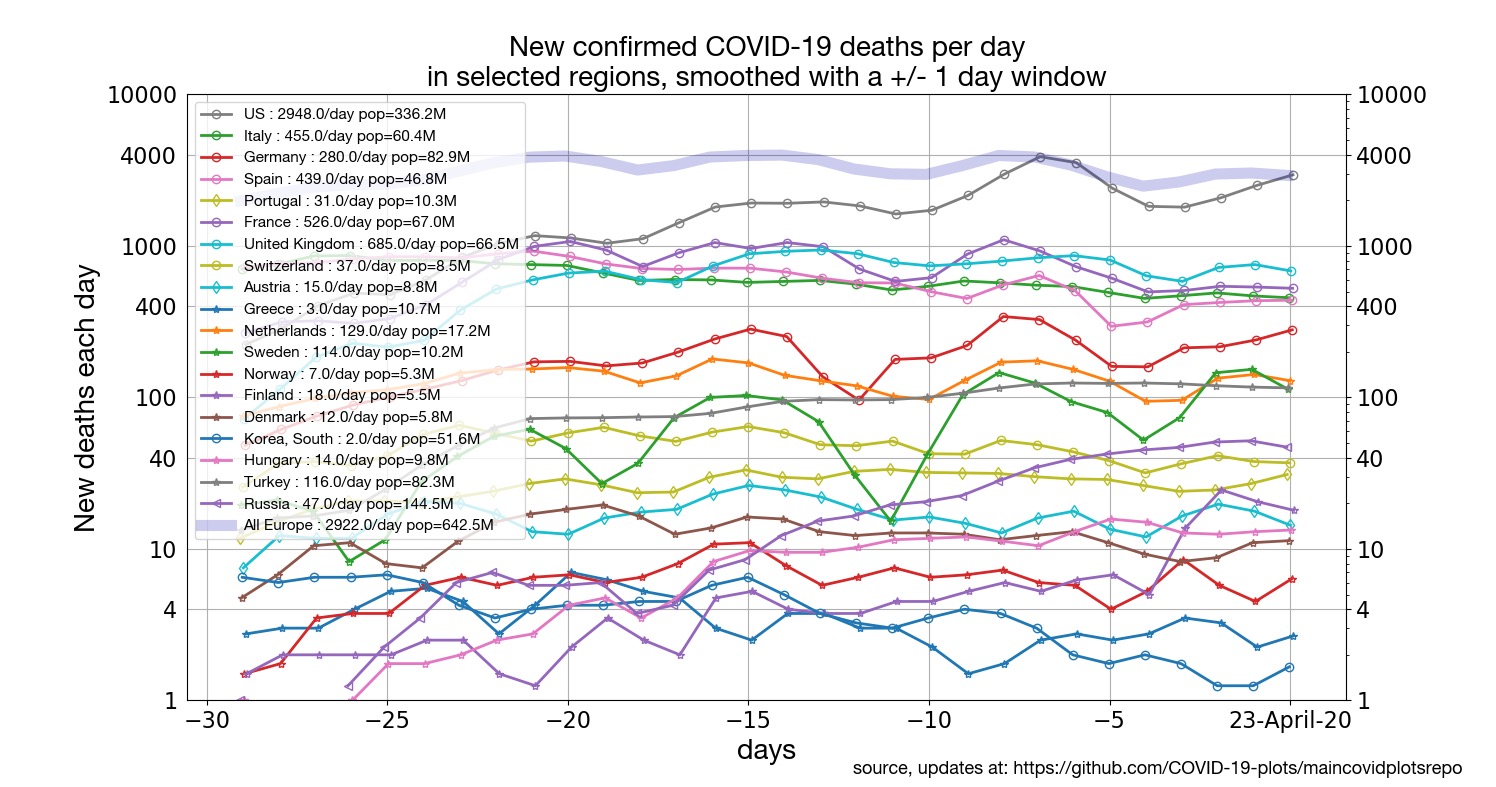 New confirmed COVID-19 deaths per day
in selected regions, smoothed with a +/- 1 day window
New deaths each day
10000
4000
1000
400
100
40
10
4
1
US : 2948.0/day pop=336.2M
Italy : 455.0/day pop=60.4M
Germany : 280.0/day pop=82.9M
Spain : 439.0/day pop=46.8M
Portugal : 31.0/day pop=10.3M
France : 526.0/day pop=67.0M
United Kingdom : 685.0/day pop=66.5M
Switzerland : 37.0/day pop=8.5M
Austria : 15.0/day pop=8.8M
Greece : 3.0/day pop=10.7M
Netherlands : 129.0/day pop=17.2M
Sweden : 114.0/day pop=10.2M
Norway : 7.0/day pop=5.3M
Finland : 18.0/day pop=5.5M
Denmark : 12.0/day pop=5.8M
Korea, South : 2.0/day pop=51.6M
Hungary : 14.0/day pop=9.8M
Turkey : 116.0/day pop=82.3M
Russia : 47.0/day pop=144.5M
All Europe : 2922.0/day pop=642.5M
10000
4000
1000
400
100
40
10
4
1
−30 −25 −20 −15 −10 −5 23-April-20
days
source, updates at: https://github.com/COVID-19-plots/maincovidplotsrepo